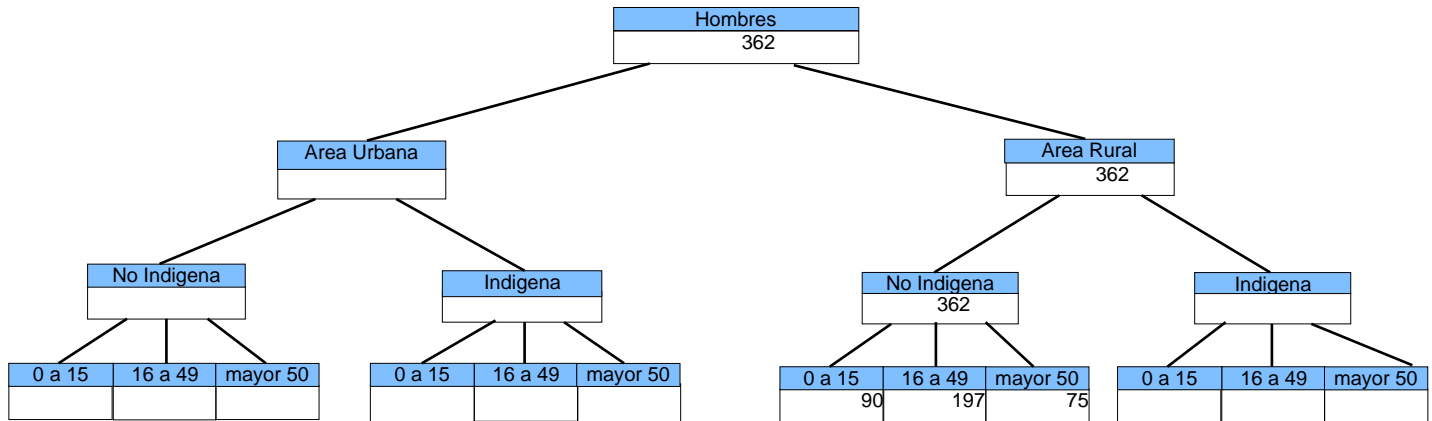 Hombres
362
Area Urbana
Area Rural
362
No Indigena
Indigena
No Indigena
362
Indigena
0 a 15 16 a 49 mayor 50
0 a 15 16 a 49 mayor 50
0 a 15 16 a 49 mayor 50
90 197 75
0 a 15 16 a 49 mayor 50